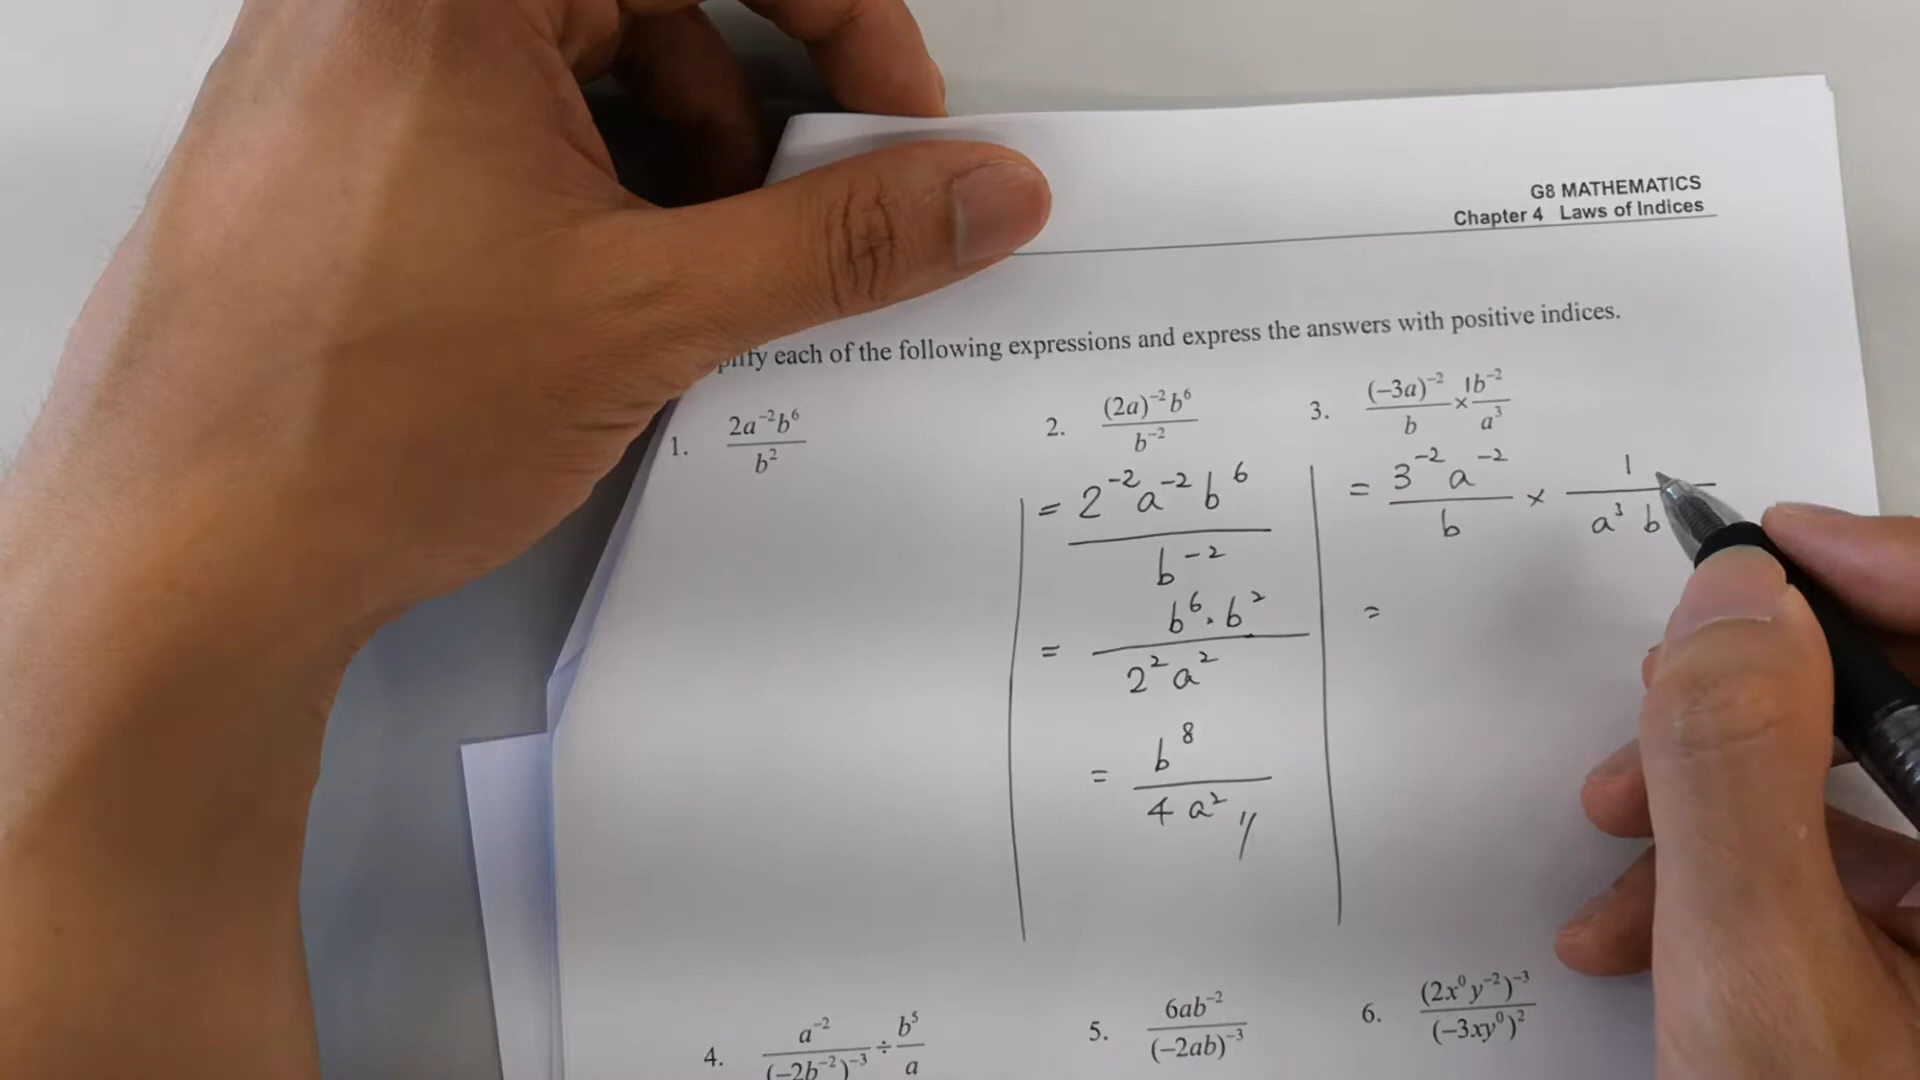 G8 MATHEMATICS
Chapter 4 Laws of Indices
plify each of the following expressions and express the answers with positive indices.
1. 2a⁻²b⁶ / b²
2. (2a)⁻²b⁶ / b⁻²
= 2⁻²a⁻²b⁶ / b⁻²
= b⁶·b² / 2²a²
= b⁸ / 4a² //
3. (−3a)⁻² / b × 1b⁻² / a³
= 3⁻²a⁻² / b × 1 / a³ b
=
4. a⁻² / (−2b⁻²)⁻³ ÷ b⁵ / a
5. 6ab⁻² / (−2ab)⁻³
6. (2x⁰y⁻²)⁻³ / (−3xy⁰)²